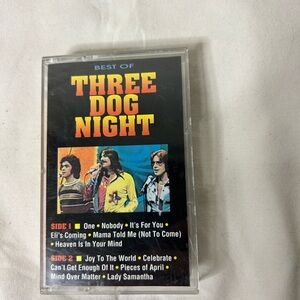 BEST OF
THREE
DOG
NIGHT
SIDE 1 ■ One • Nobody • It's For You •
Eli's Coming • Mama Told Me (Not To Come)
• Heaven Is In Your Mind
SIDE 2 ■ Joy To The World • Celebrate •
Can't Get Enough Of It • Pieces of April •
Mind Over Matter • Lady Samantha